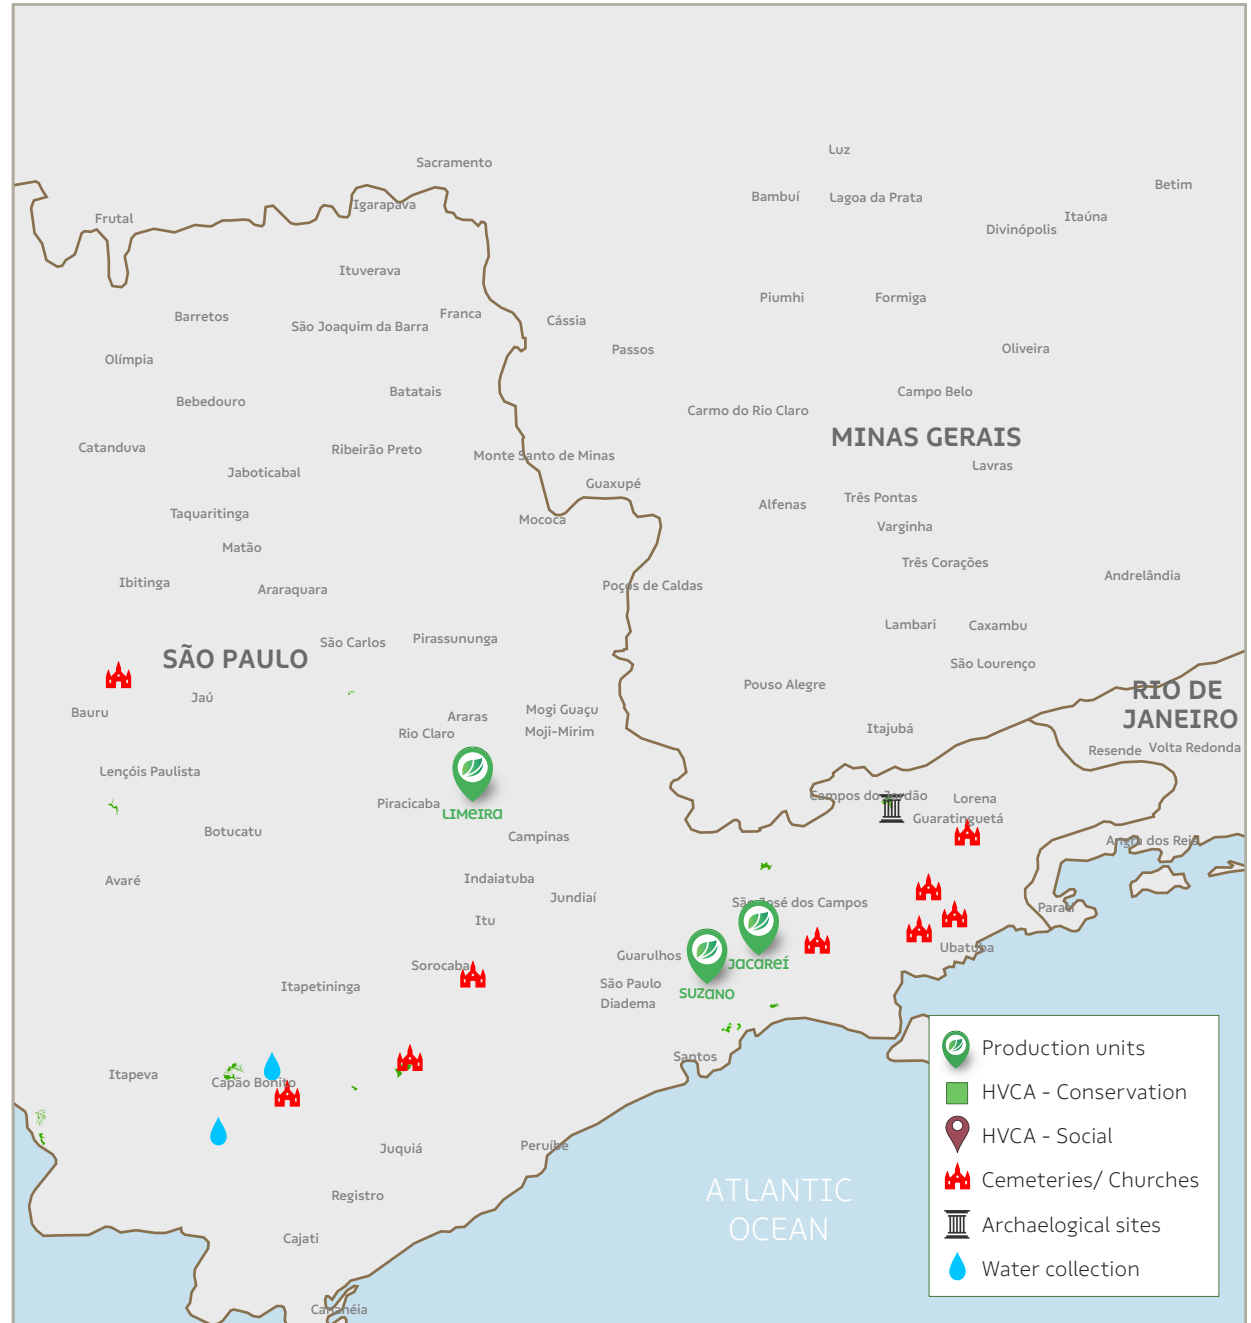 Luz
Sacramento
Betim
Bambuí
Lagoa da Prata
Igarapava
Itaúna
Frutal
Divinópolis
Ituverava
Piumhi
Formiga
Barretos
São Joaquim da Barra
Franca
Cássia
Passos
Oliveira
Olímpia
Batatais
Campo Belo
Bebedouro
Carmo do Rio Claro
MINAS GERAIS
Catanduva
Ribeirão Preto
Monte Santo de Minas
Lavras
Jaboticabal
Guaxupé
Três Pontas
Alfenas
Taquaritinga
Mococa
Varginha
Matão
Três Corações
Andrelândia
Ibitinga
Araraquara
Poços de Caldas
Lambari
Caxambu
São Carlos
Pirassununga
SÃO PAULO
São Lourenço
Pouso Alegre
RIO DE
JANEIRO
Jaú
Bauru
Araras
Mogi Guaçu
Rio Claro
Moji-Mirim
Itajubá
Resende
Volta Redonda
Lençóis Paulista
Piracicaba
LIMEIRA
Campos do Jordão
Lorena
Guaratinguetá
Botucatu
Campinas
Angra dos Reis
Avaré
Indaiatuba
Jundiaí
São José dos Campos
Parati
Itu
Ubatuba
Guarulhos
JACAREÍ
Sorocaba
São Paulo
SUZANO
Itapetininga
Diadema
Santos
Itapeva
Capão Bonito
Juquiá
Peruíbe
Registro
Cajati
Cananéia
ATLANTIC
OCEAN
Production units
HVCA - Conservation
HVCA - Social
Cemeteries/ Churches
Archaelogical sites
Water collection